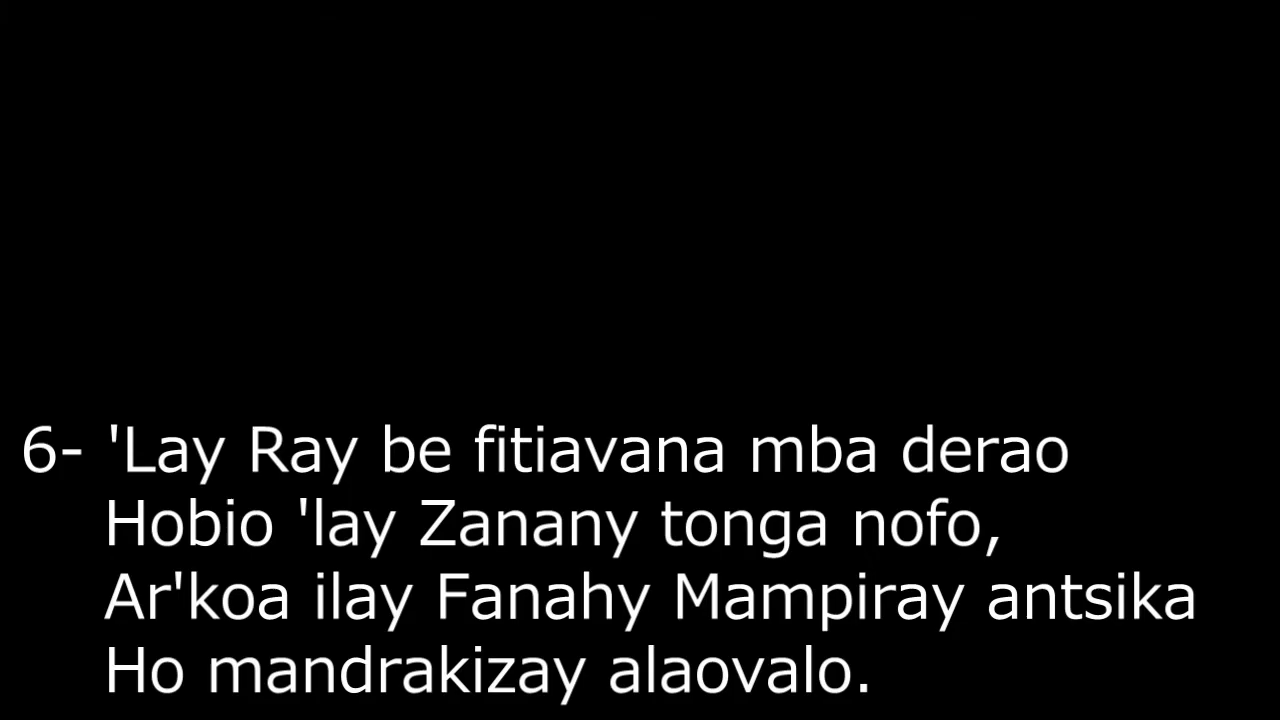 6- 'Lay Ray be fitiavana mba derao
Hobio 'lay Zanany tonga nofo,
Ar'koa ilay Fanahy Mampiray antsika
Ho mandrakizay alaovalo.